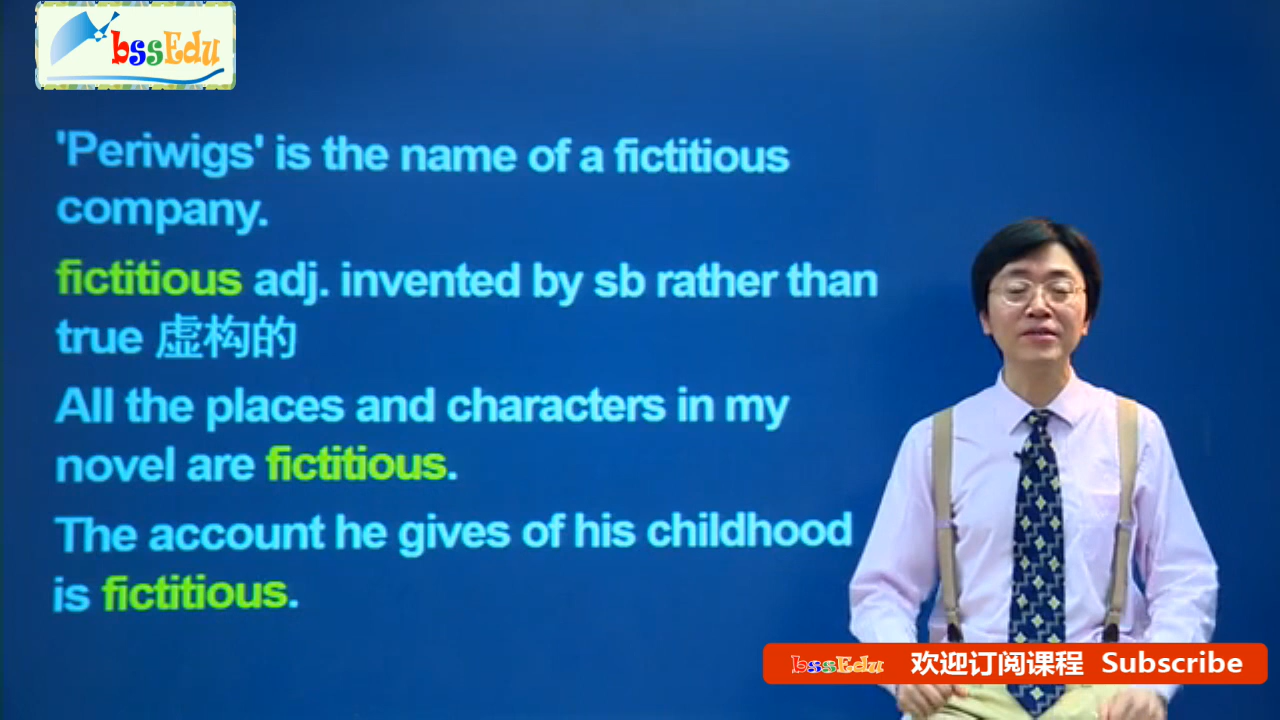 bssEdu
'Periwigs' is the name of a fictitious
company.
fictitious adj. invented by sb rather than
true 虚构的
All the places and characters in my
novel are fictitious.
The account he gives of his childhood
is fictitious.
bssEdu 欢迎订阅课程 Subscribe